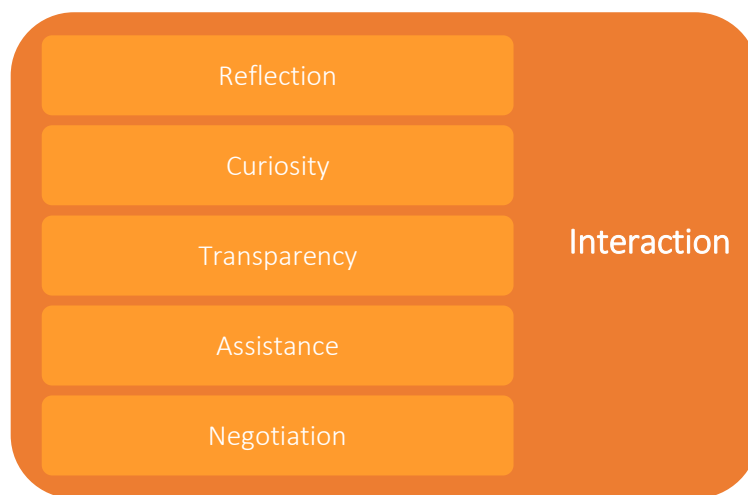 Reflection
Curiosity
Transparency
Assistance
Negotiation
Interaction